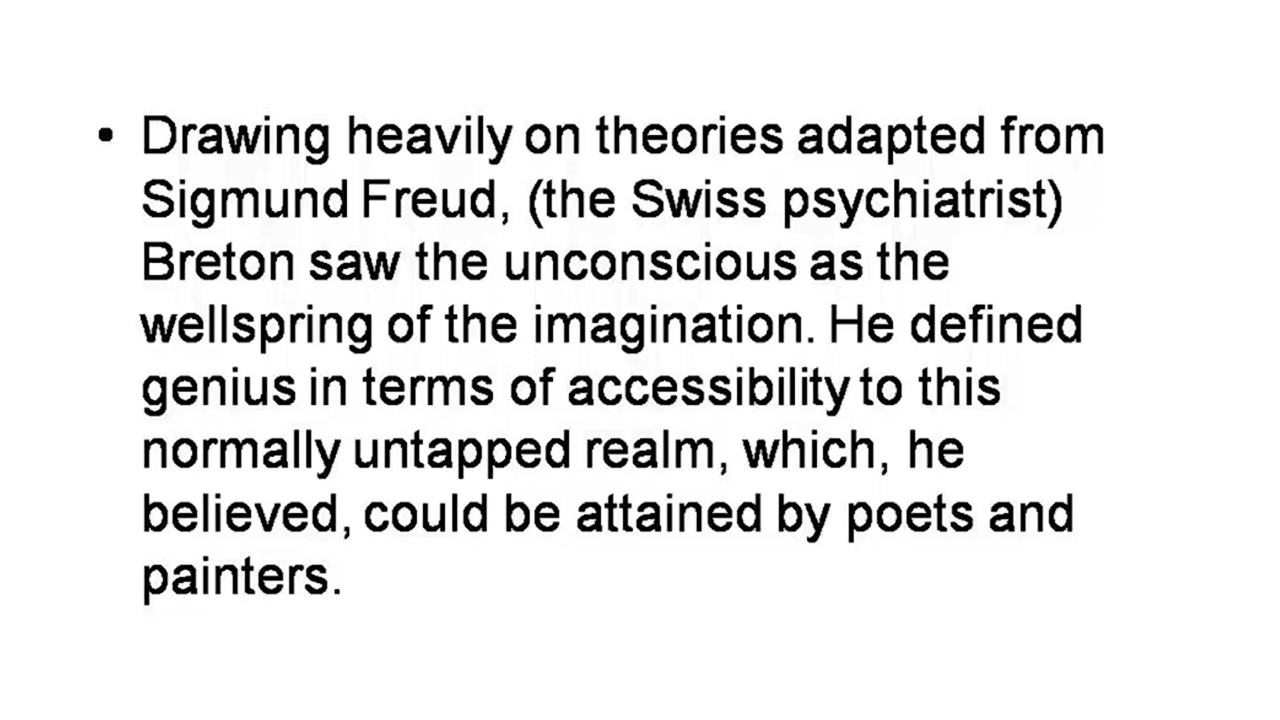 • Drawing heavily on theories adapted from
Sigmund Freud, (the Swiss psychiatrist)
Breton saw the unconscious as the
wellspring of the imagination. He defined
genius in terms of accessibility to this
normally untapped realm, which, he
believed, could be attained by poets and
painters.